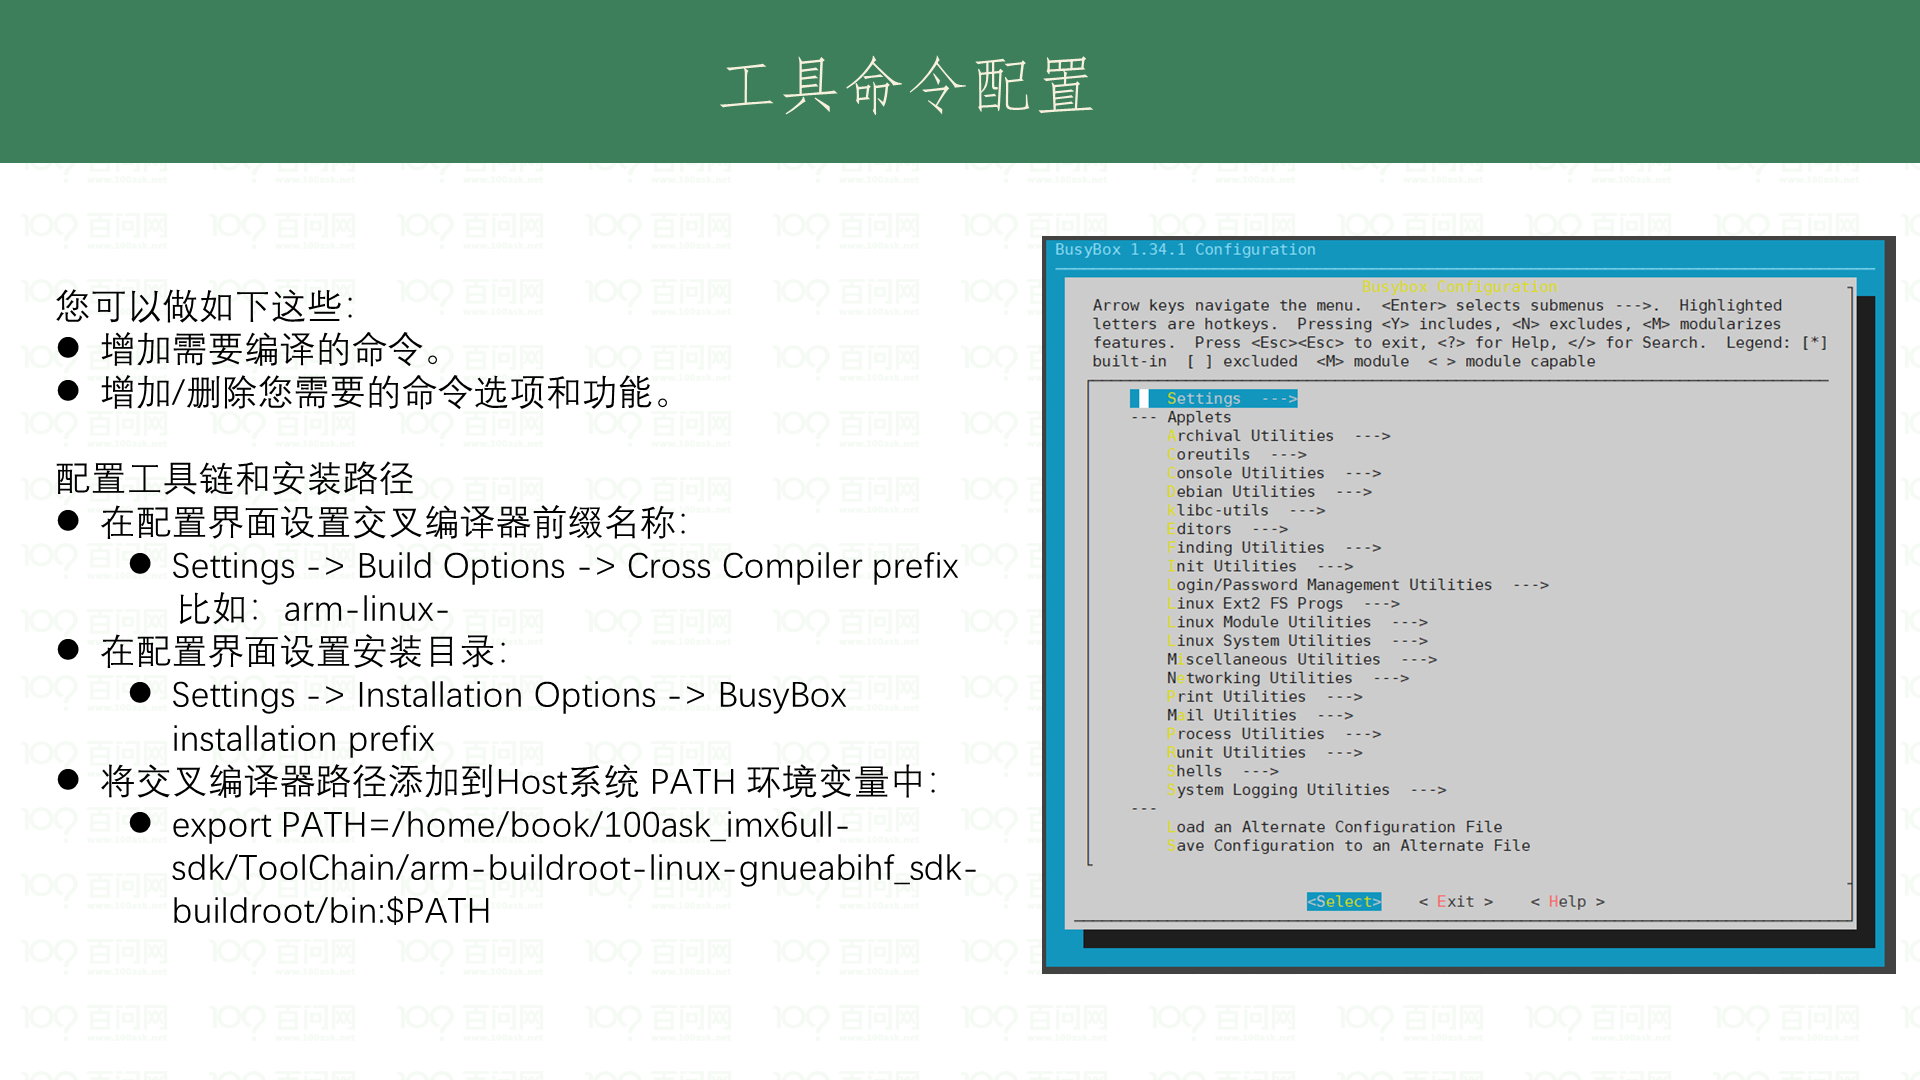 工具命令配置
您可以做如下这些：
● 增加需要编译的命令。
● 增加/删除您需要的命令选项和功能。
配置工具链和安装路径
● 在配置界面设置交叉编译器前缀名称：
● Settings -> Build Options -> Cross Compiler prefix
比如： arm-linux-
● 在配置界面设置安装目录：
● Settings -> Installation Options -> BusyBox
installation prefix
● 将交叉编译器路径添加到Host系统 PATH 环境变量中：
● export PATH=/home/book/100ask_imx6ull-
sdk/ToolChain/arm-buildroot-linux-gnueabihf_sdk-
buildroot/bin:$PATH
BusyBox 1.34.1 Configuration
Busybox Configuration
Arrow keys navigate the menu.  <Enter> selects submenus --->.  Highlighted
letters are hotkeys.  Pressing <Y> includes, <N> excludes, <M> modularizes
features.  Press <Esc><Esc> to exit, <?> for Help, </> for Search.  Legend: [*]
built-in  [ ] excluded  <M> module  < > module capable
Settings  --->
--- Applets
Archival Utilities  --->
Coreutils  --->
Console Utilities  --->
Debian Utilities  --->
klibc-utils  --->
Editors  --->
Finding Utilities  --->
Init Utilities  --->
Login/Password Management Utilities  --->
Linux Ext2 FS Progs  --->
Linux Module Utilities  --->
Linux System Utilities  --->
Miscellaneous Utilities  --->
Networking Utilities  --->
Print Utilities  --->
Mail Utilities  --->
Process Utilities  --->
Runit Utilities  --->
Shells  --->
System Logging Utilities  --->
---
Load an Alternate Configuration File
Save Configuration to an Alternate File
<Select>    < Exit >    < Help >
100 百问网
www.100ask.net